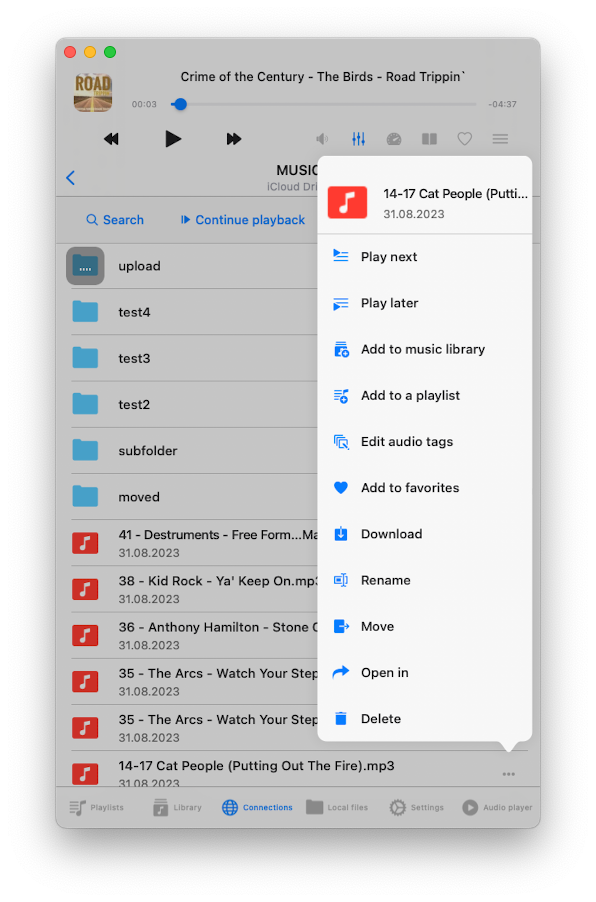 ROAD
Crime of the Century - The Birds - Road Trippin`
00:03
-04:37
MUSIC
iCloud Dri
Search
Continue playback
upload
test4
test3
test2
subfolder
moved
41 - Destruments - Free Form...Ma
31.08.2023
38 - Kid Rock - Ya' Keep On.mp3
31.08.2023
36 - Anthony Hamilton - Stone C
31.08.2023
35 - The Arcs - Watch Your Step
31.08.2023
35 - The Arcs - Watch Your Step
31.08.2023
14-17 Cat People (Putting Out The Fire).mp3
31.08.2023
14-17 Cat People (Putti...
31.08.2023
Play next
Play later
Add to music library
Add to a playlist
Edit audio tags
Add to favorites
Download
Rename
Move
Open in
Delete
Playlists
Library
Connections
Local files
Settings
Audio player